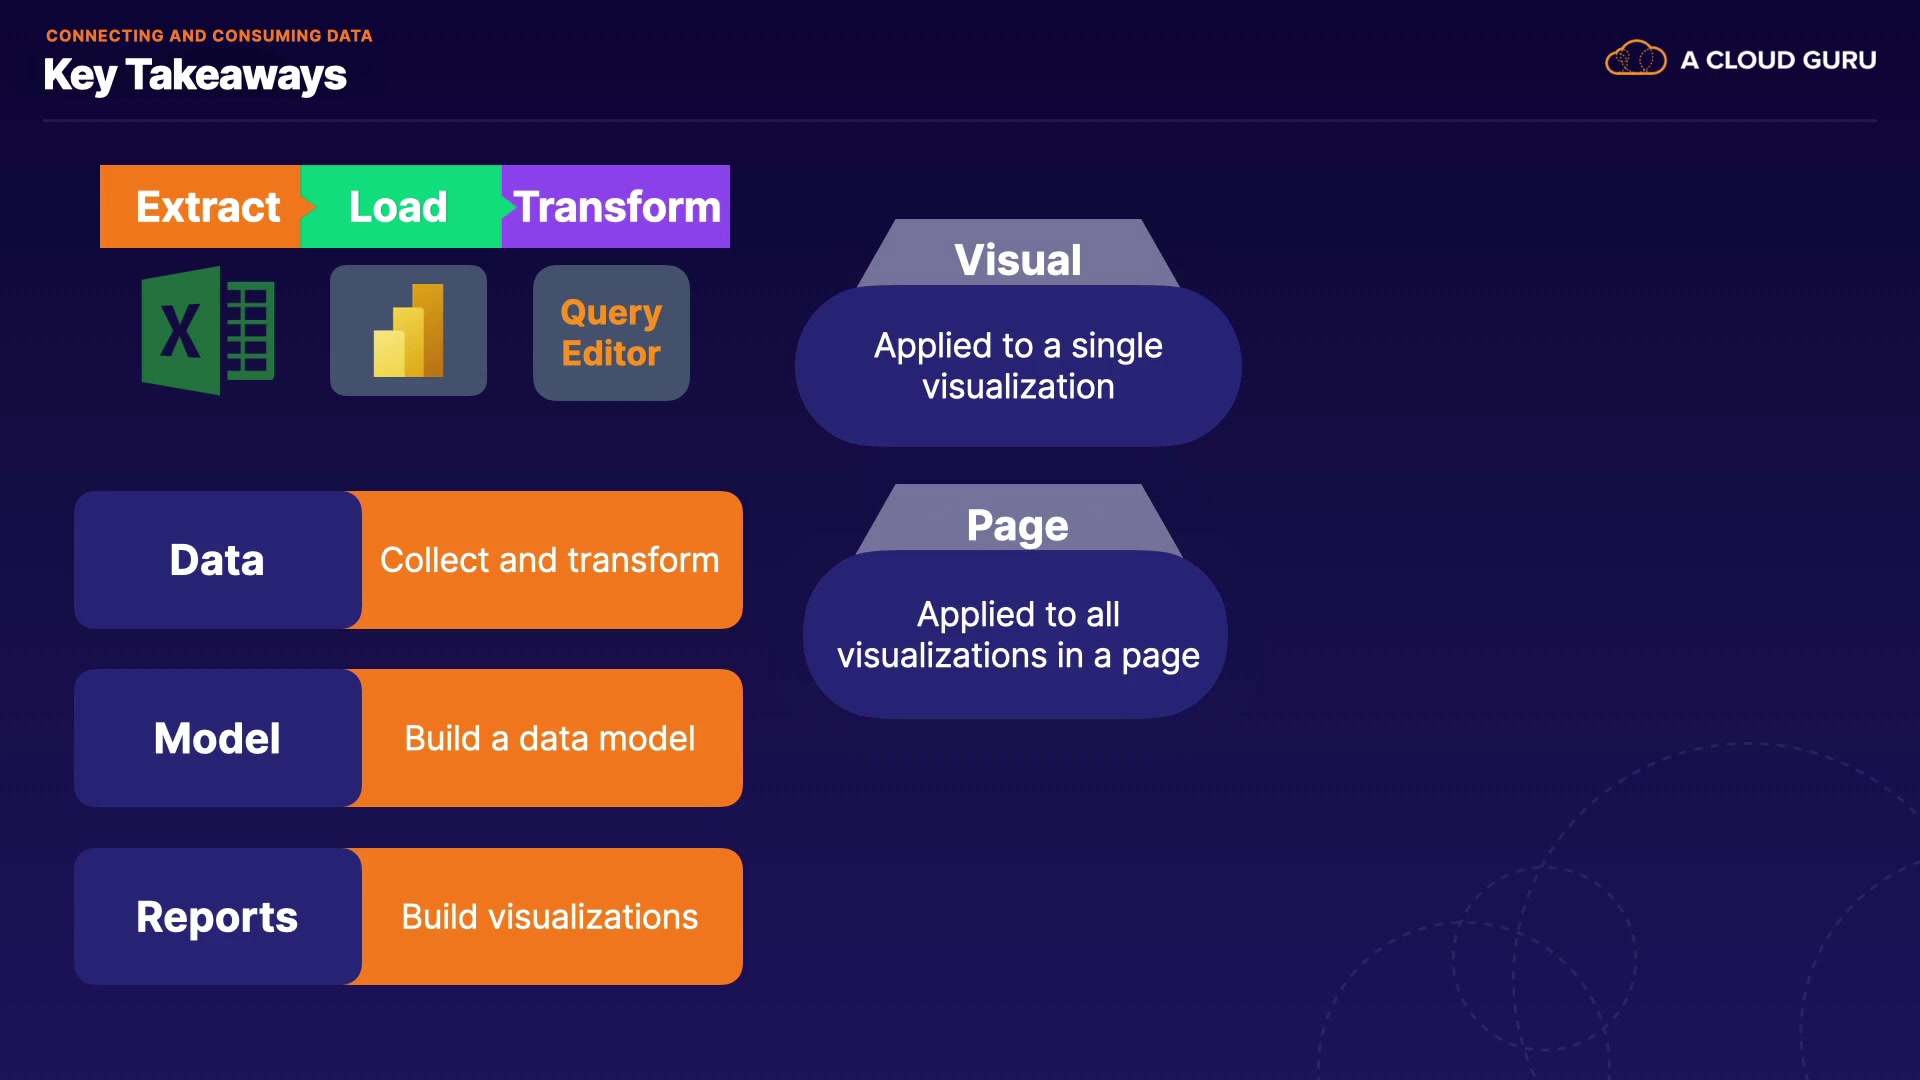 CONNECTING AND CONSUMING DATA
Key Takeaways
A CLOUD GURU
Extract
Load
Transform
X
Query
Editor
Data
Collect and transform
Model
Build a data model
Reports
Build visualizations
Visual
Applied to a single
visualization
Page
Applied to all
visualizations in a page